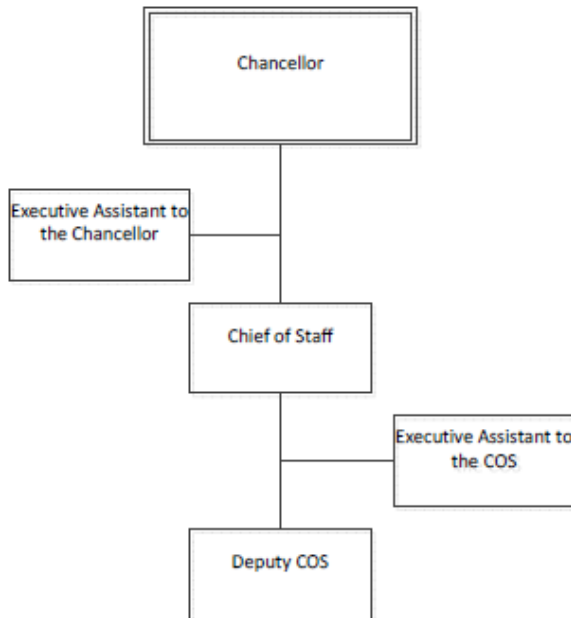 Chancellor
Executive Assistant to
the Chancellor
Chief of Staff
Executive Assistant to
the COS
Deputy COS